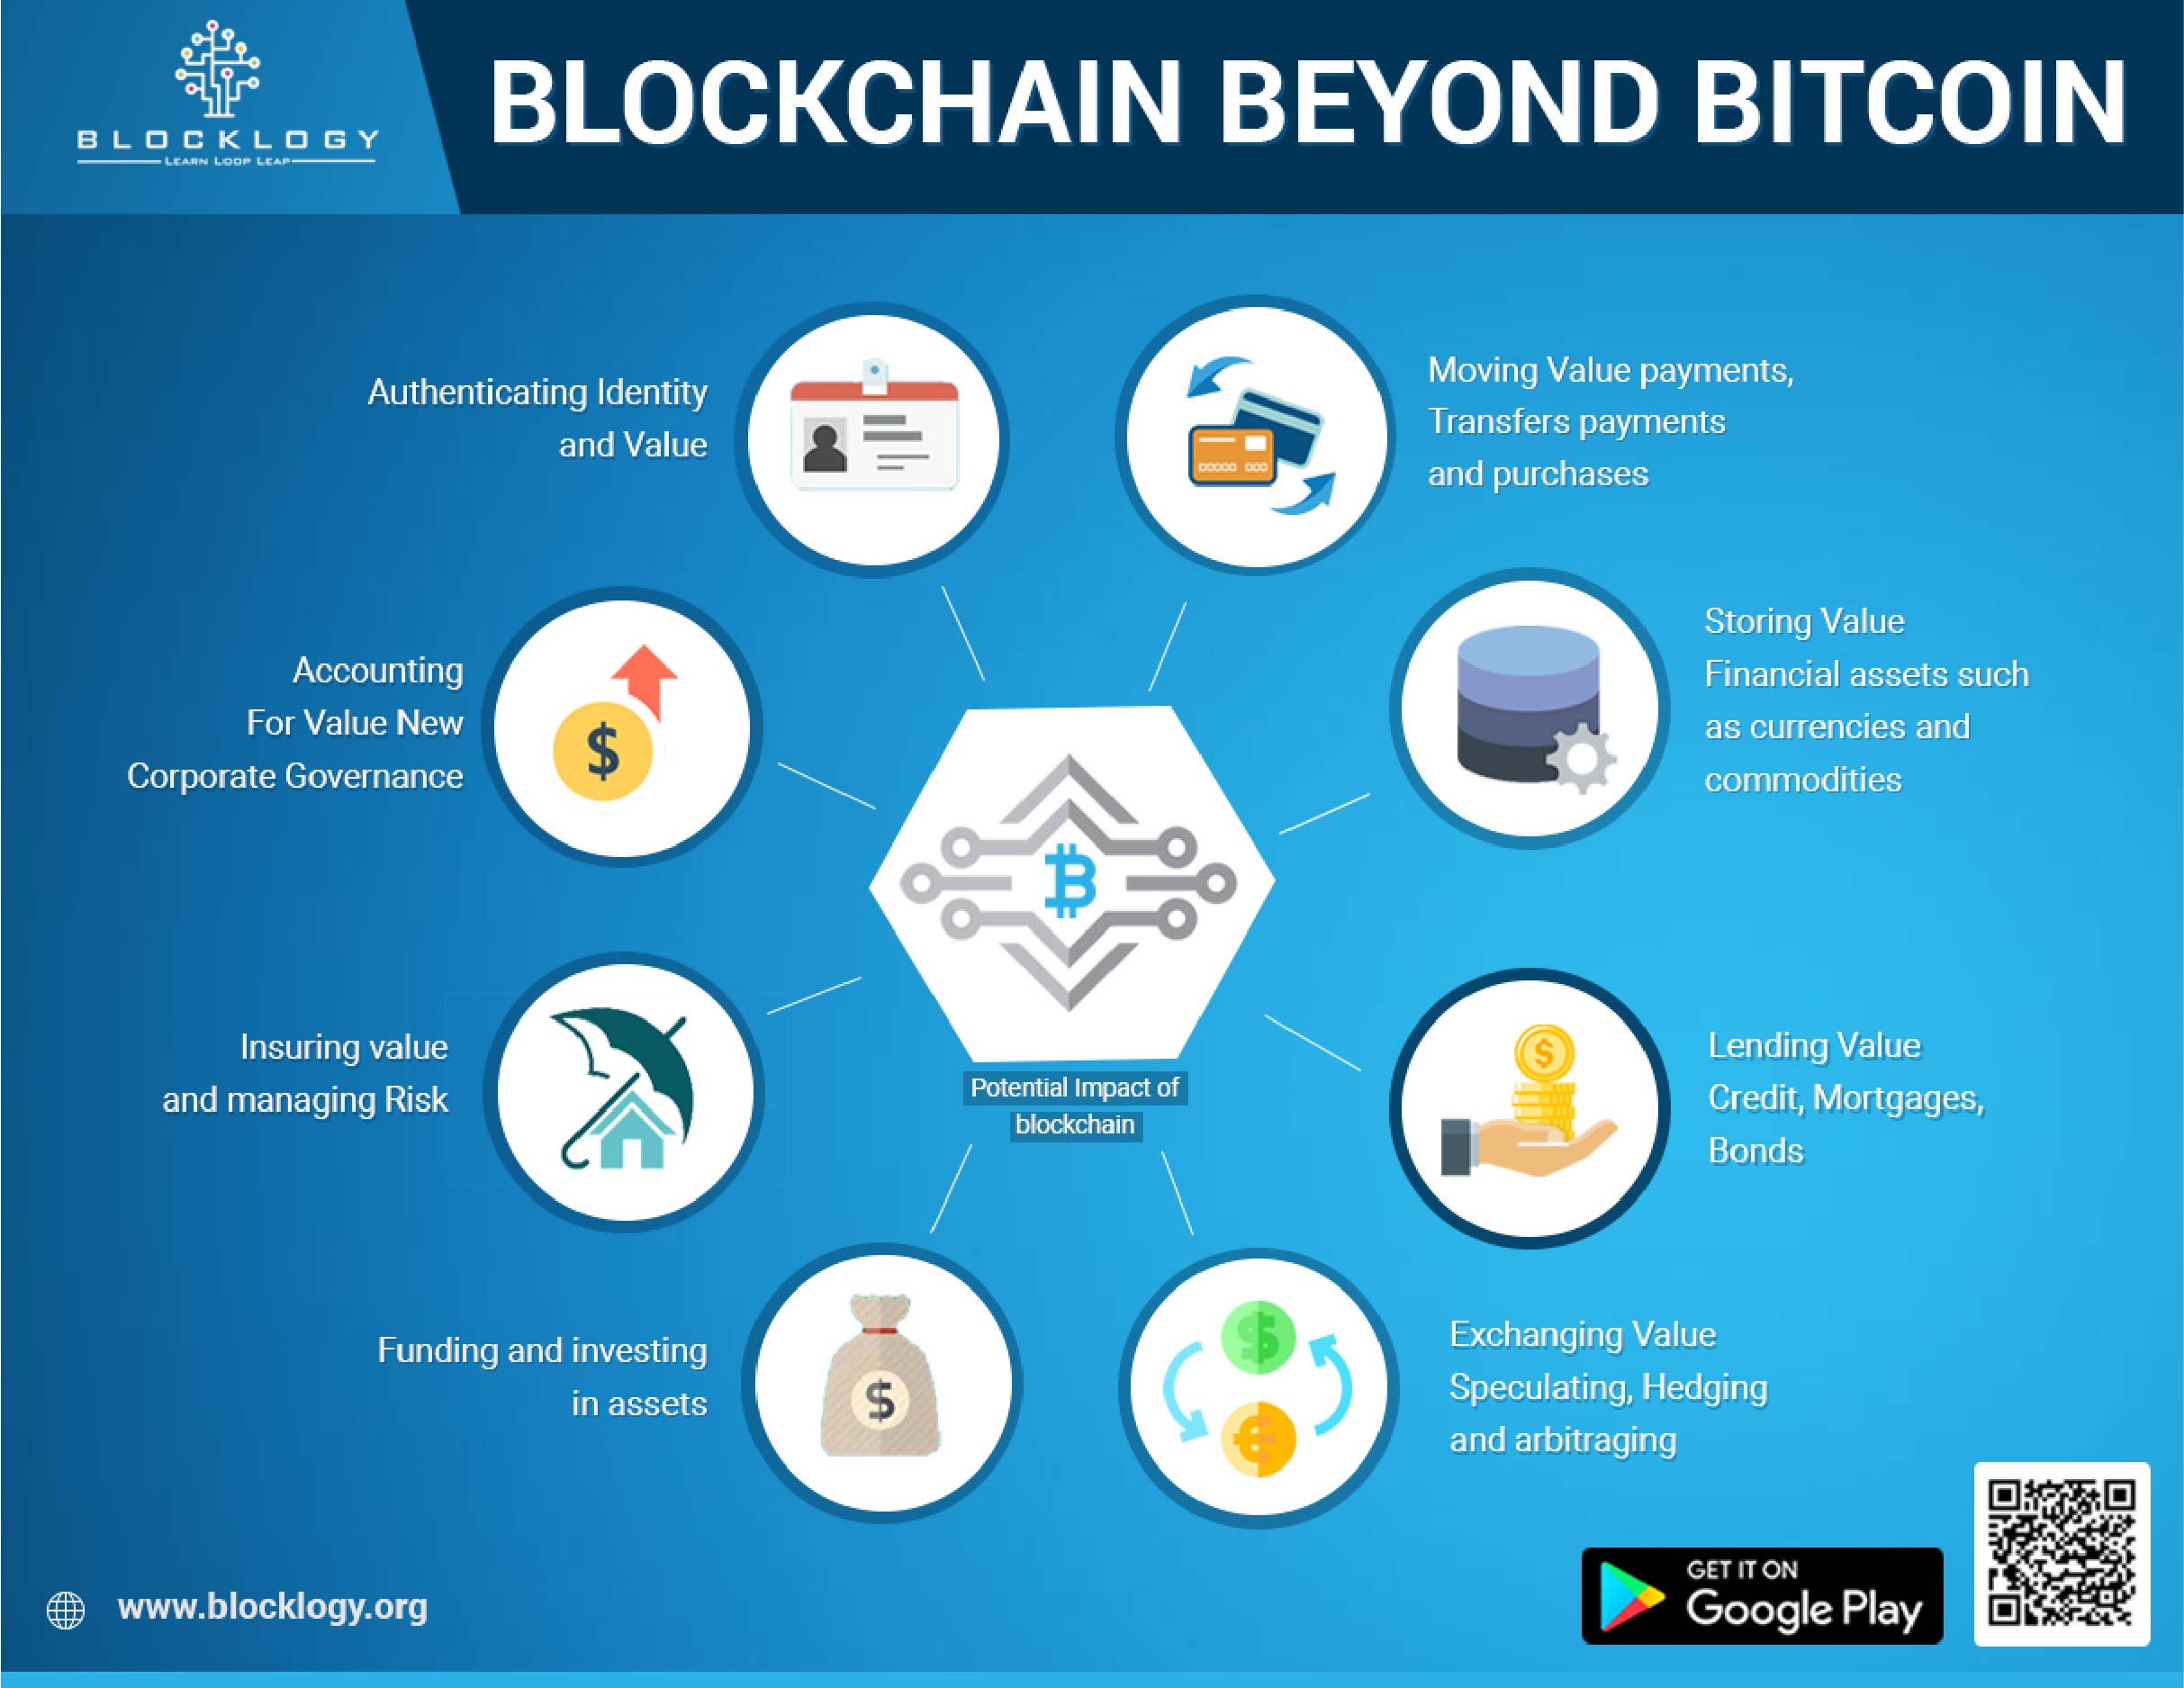 BLOCKLOGY
LEARN LOOP LEAP
BLOCKCHAIN BEYOND BITCOIN
Authenticating Identity
and Value
Moving Value payments,
Transfers payments
and purchases
Accounting
For Value New
Corporate Governance
$
Storing Value
Financial assets such
as currencies and
commodities
Insuring value
and managing Risk
Potential Impact of
blockchain
$
Lending Value
Credit, Mortgages,
Bonds
Funding and investing
in assets
$
$
€
Exchanging Value
Speculating, Hedging
and arbitraging
www.blocklogy.org
GET IT ON
Google Play